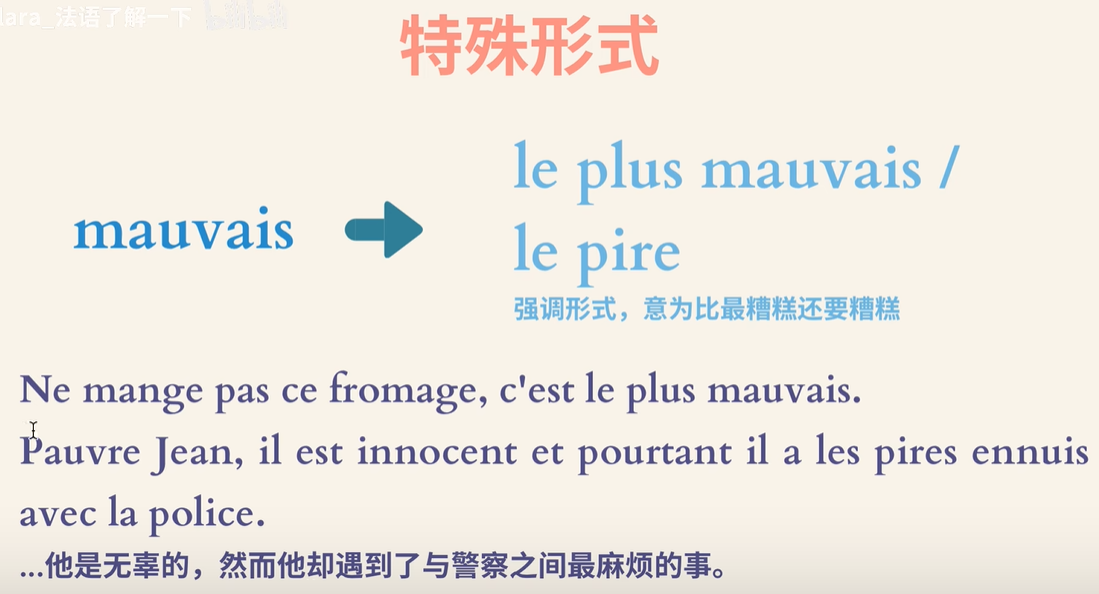 lara_法语了解一下 bilibili
特殊形式
le plus mauvais /
mauvais
le pire
强调形式，意为比最糟糕还要糟糕
Ne mange pas ce fromage, c'est le plus mauvais.
Pauvre Jean, il est innocent et pourtant il a les pires ennuis
avec la police.
...他是无辜的，然而他却遇到了与警察之间最麻烦的事。